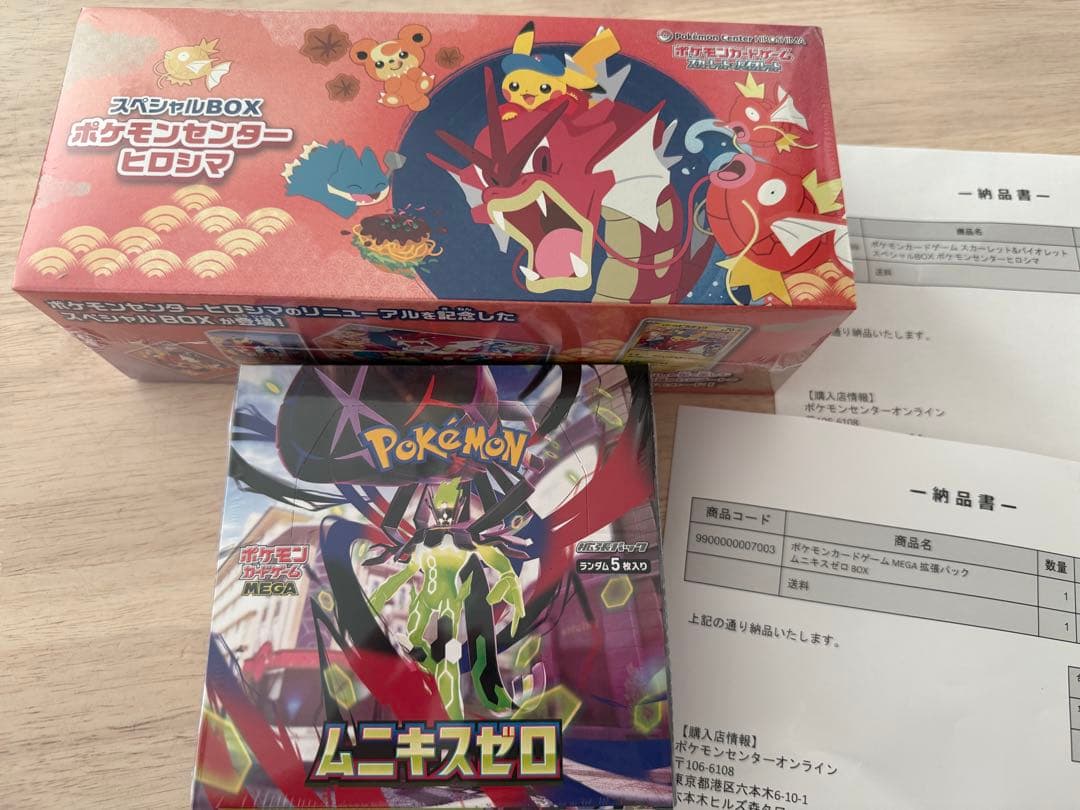 スペシャルBOX
ポケモンセンター
ヒロシマ
Pokémon Center HIROSHIMA
ポケモンカードゲーム
スカーレット&バイオレット
ポケモンセンターヒロシマのリニューアルを記念した
スペシャルBOXが登場!
Pokémon
ポケモン
カードゲーム
MEGA
拡張パック
ランダム5枚入り
ムニキスゼロ
ー納品書ー
商品名
ポケモンカードゲーム スカーレット&バイオレット
スペシャルBOX ポケモンセンターヒロシマ
送料
通り納品いたします。
【購入店情報】
ポケモンセンターオンライン
〒106-6108
ー納品書ー
商品コード 商品名 数量
9900000007003 ポケモンカードゲーム MEGA 拡張パック
ムニキスゼロ BOX 1
送料 1
上記の通り納品いたします。
【購入店情報】
ポケモンセンターオンライン
〒106-6108
東京都港区六本木6-10-1
六本木ヒルズ森タワ